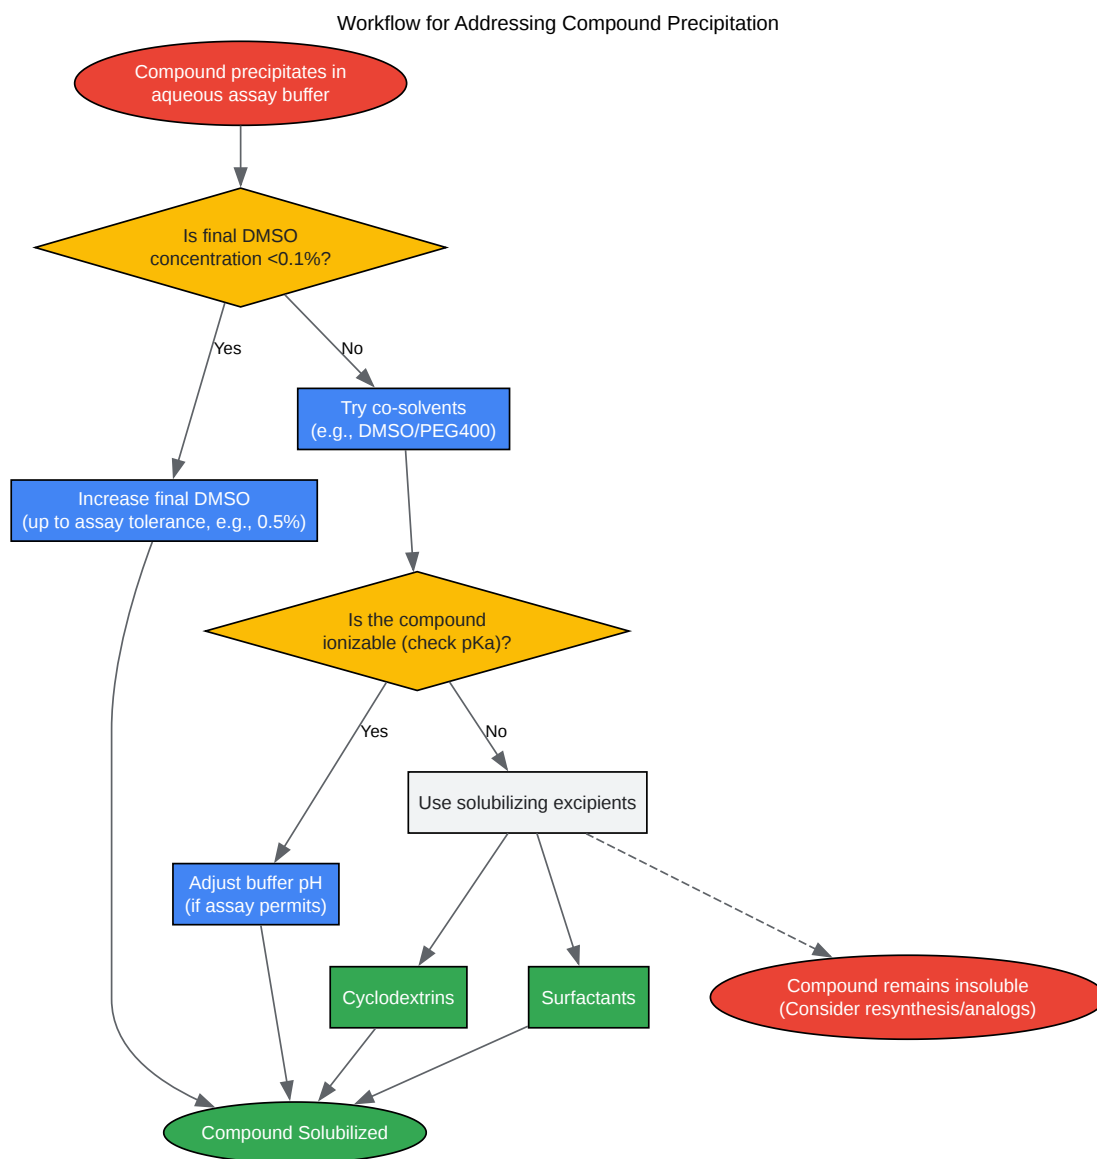 Workflow for Addressing Compound Precipitation
Compound precipitates in
aqueous assay buffer
Is final DMSO
concentration <0.1%?
Yes
No
Try co-solvents
(e.g., DMSO/PEG400)
Increase final DMSO
(up to assay tolerance, e.g., 0.5%)
Is the compound
ionizable (check pKa)?
Yes
No
Use solubilizing excipients
Adjust buffer pH
(if assay permits)
Cyclodextrins
Surfactants
Compound remains insoluble
(Consider resynthesis/analogs)
Compound Solubilized